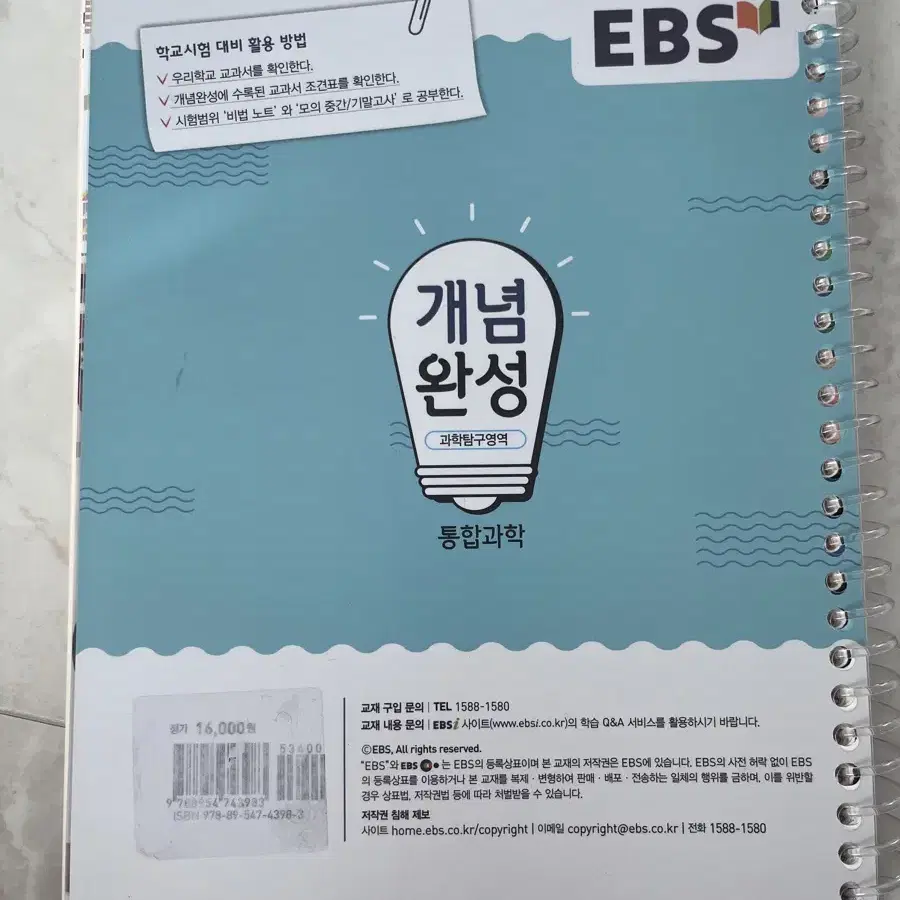 학교시험 대비 활용 방법
우리학교 교과서를 확인한다.
개념완성에 수록된 교과서 조견표를 확인한다.
시험범위 '비법 노트' 와 '모의 중간/기말고사' 로 공부한다.
EBS
개념
완성
과학탐구영역
통합과학
정가 16,000원
53400
9 788954 743983
ISBN 978-89-547-4398-3
교재 구입 문의 | TEL 1588-1580
교재 내용 문의 | EBSi 사이트(www.ebsi.co.kr)의 학습 Q&A 서비스를 활용하시기 바랍니다.
©EBS, All rights reserved.
"EBS"와 EBS 는 EBS의 등록상표이며 본 교재의 저작권은 EBS에 있습니다. EBS의 사전 허락 없이 EBS
의 등록상표를 이용하거나 본 교재를 복제·변형하여 판매·배포·전송하는 일체의 행위를 금하며, 이를 위반할
경우 상표법, 저작권법 등에 따라 처벌받을 수 있습니다.
저작권 침해 제보
사이트 home.ebs.co.kr/copyright | 이메일 copyright@ebs.co.kr | 전화 1588-1580